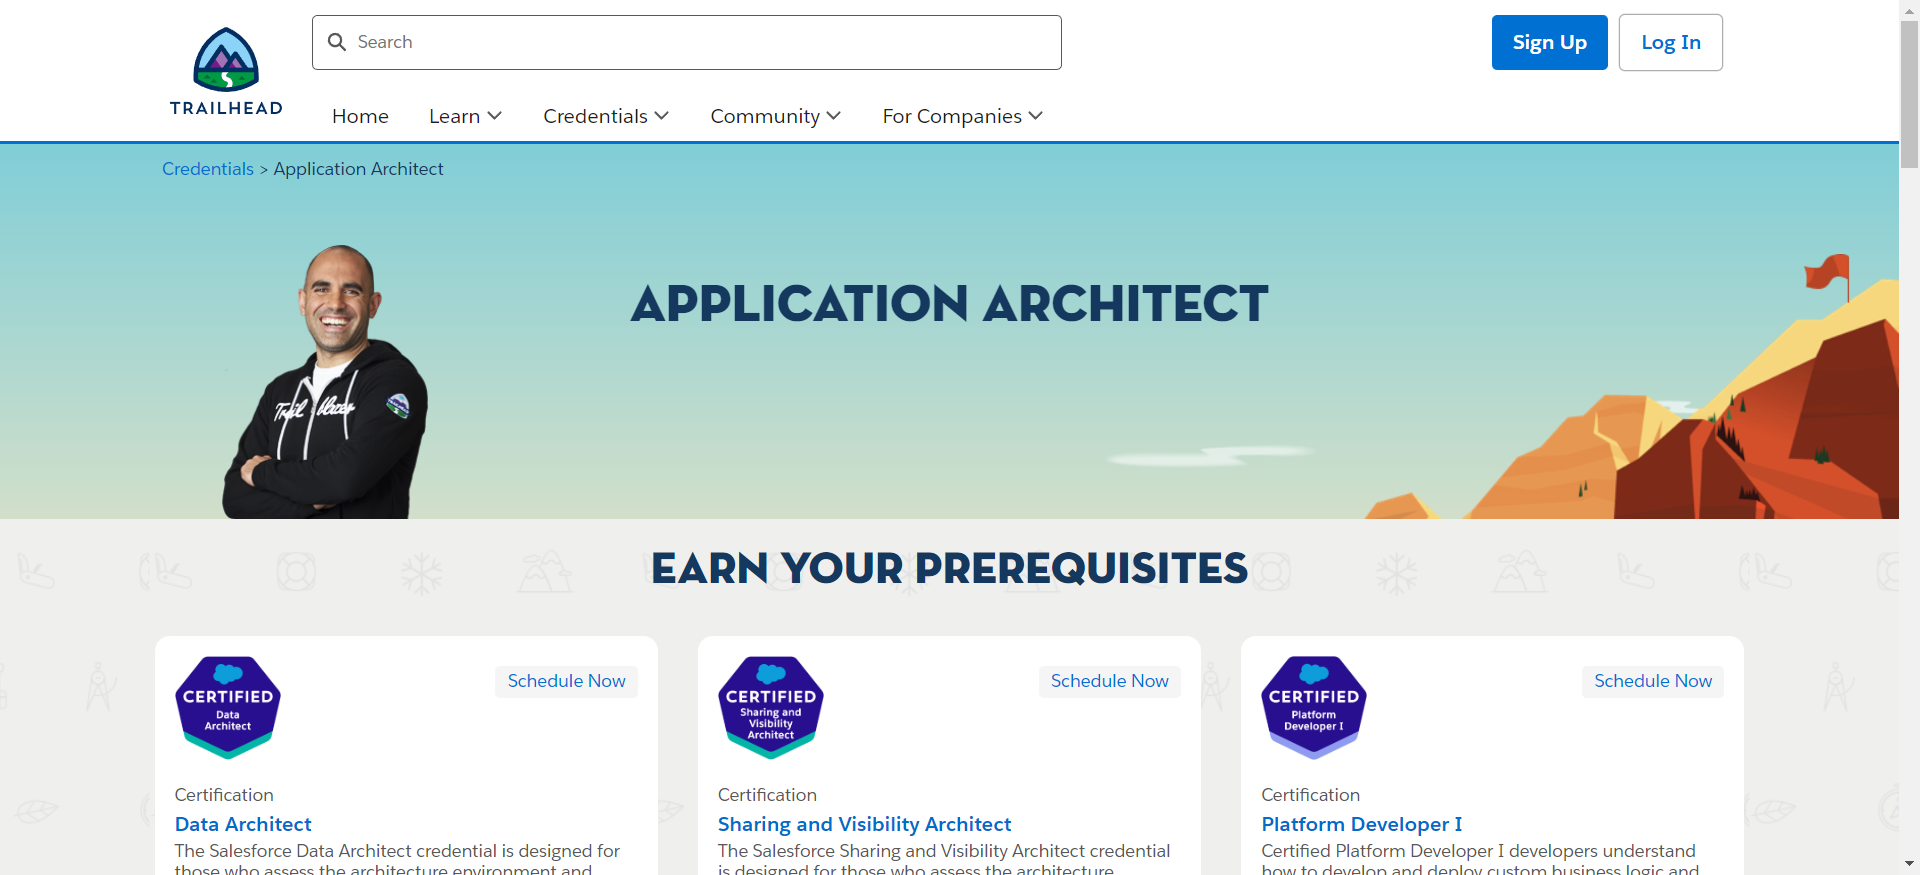 Search
Sign Up
Log In
TRAILHEAD
Home
Learn
Credentials
Community
For Companies
Credentials > Application Architect
APPLICATION ARCHITECT
Trailblazer
EARN YOUR PREREQUISITES
CERTIFIED
Data
Architect
Schedule Now
Certification
Data Architect
The Salesforce Data Architect credential is designed for
those who assess the architecture environment and
CERTIFIED
Sharing and
Visibility
Architect
Schedule Now
Certification
Sharing and Visibility Architect
The Salesforce Sharing and Visibility Architect credential
is designed for those who assess the architecture
CERTIFIED
Platform
Developer I
Schedule Now
Certification
Platform Developer I
Certified Platform Developer I developers understand
how to develop and deploy custom business logic and